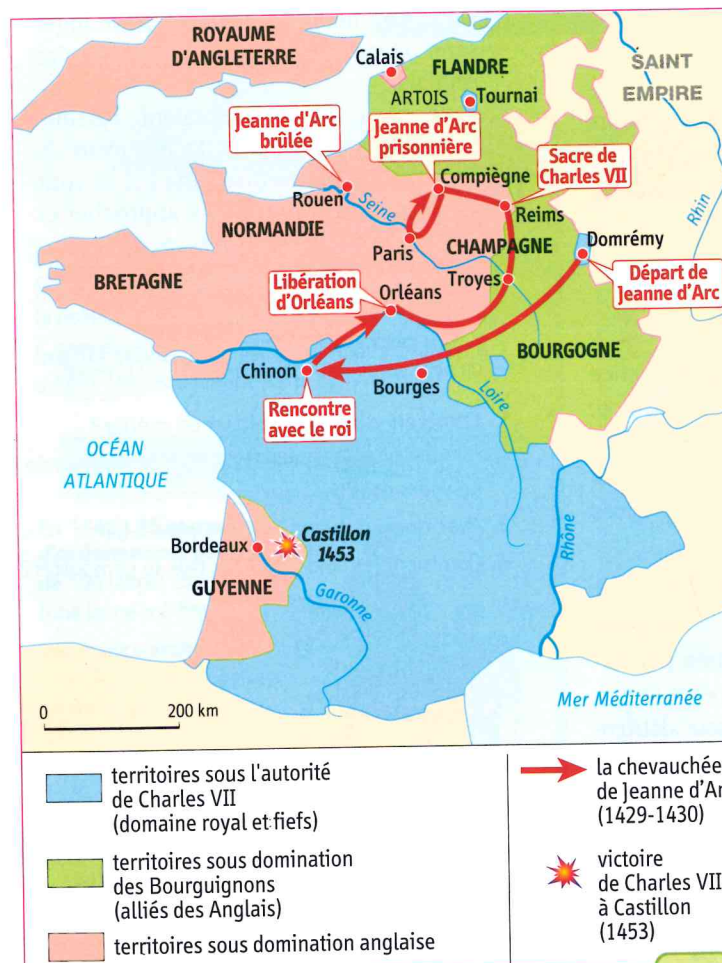 ROYAUME
D'ANGLETERRE
Calais
FLANDRE
SAINT
EMPIRE
ARTOIS
Tournai
Jeanne d'Arc
brûlée
Jeanne d'Arc
prisonnière
Sacre de
Charles VII
Compiègne
Rouen
Seine
Reims
Rhin
NORMANDIE
Paris
CHAMPAGNE
Domrémy
BRETAGNE
Libération
d'Orléans
Orléans
Troyes
Départ de
Jeanne d'Arc
BOURGOGNE
Chinon
Bourges
Loire
Rencontre
avec le roi
OCÉAN
ATLANTIQUE
Castillon
1453
Bordeaux
Rhône
GUYENNE
Garonne
Mer Méditerranée
0 200 km
territoires sous l'autorité
de Charles VII
(domaine royal et fiefs)
territoires sous domination
des Bourguignons
(alliés des Anglais)
territoires sous domination anglaise
la chevauchée
de Jeanne d'Ar
(1429-1430)
victoire
de Charles VII
à Castillon
(1453)